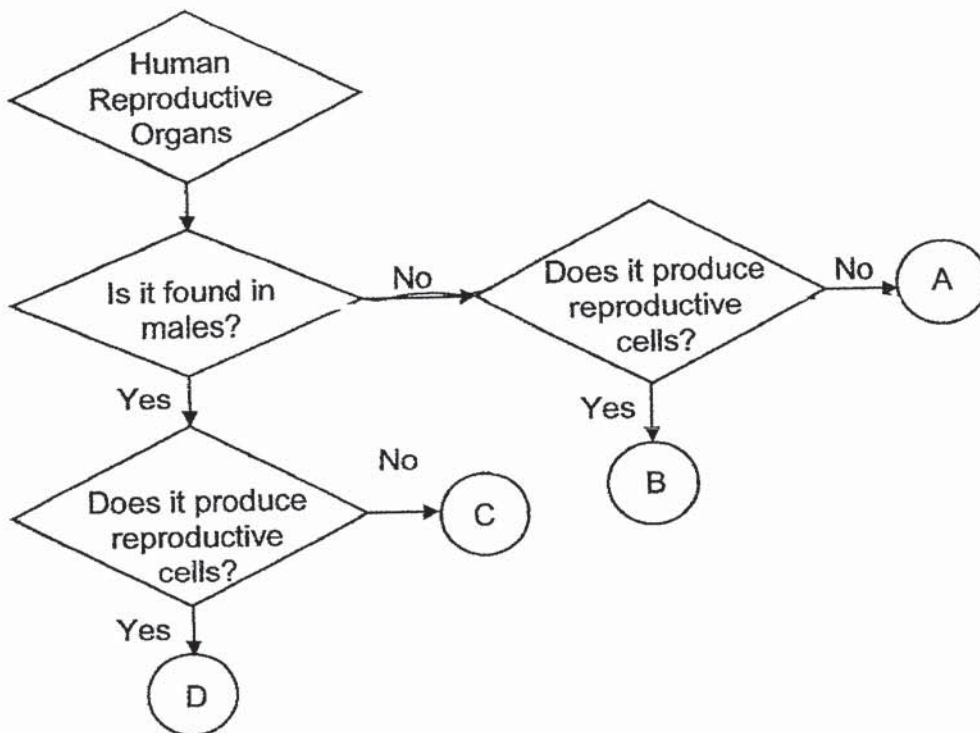 Human
Reproductive
Organs
Is it found in
males?
No
Does it produce
reproductive
cells?
No
A
Yes
B
Yes
Does it produce
reproductive
cells?
No
C
Yes
D